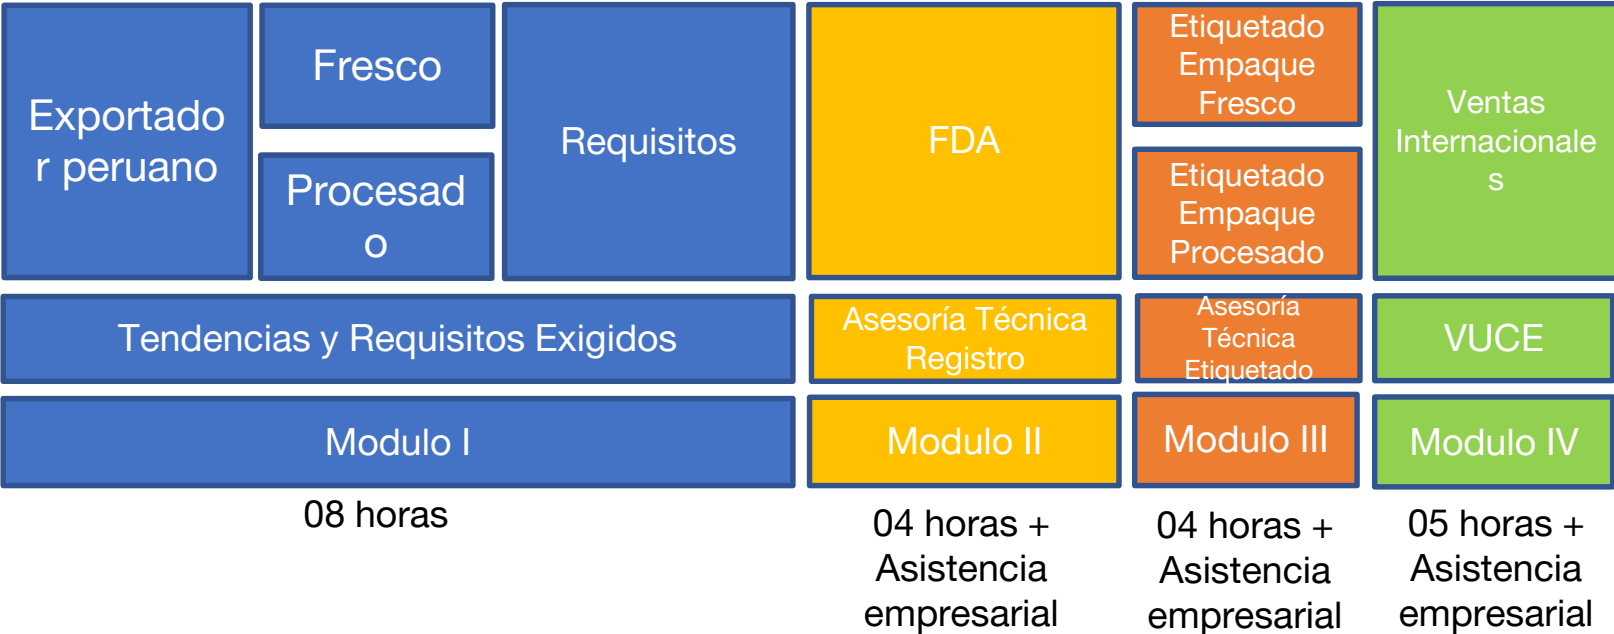 Exportado
r peruano
Fresco
Procesad
o
Requisitos
FDA
Etiquetado
Empaque
Fresco
Etiquetado
Empaque
Procesado
Ventas
Internacionale
s
Tendencias y Requisitos Exigidos
Asesoría Técnica
Registro
Asesoría
Técnica
Etiquetado
VUCE
Modulo I
Modulo II
Modulo III
Modulo IV
08 horas
04 horas +
Asistencia
empresarial
04 horas +
Asistencia
empresarial
05 horas +
Asistencia
empresarial